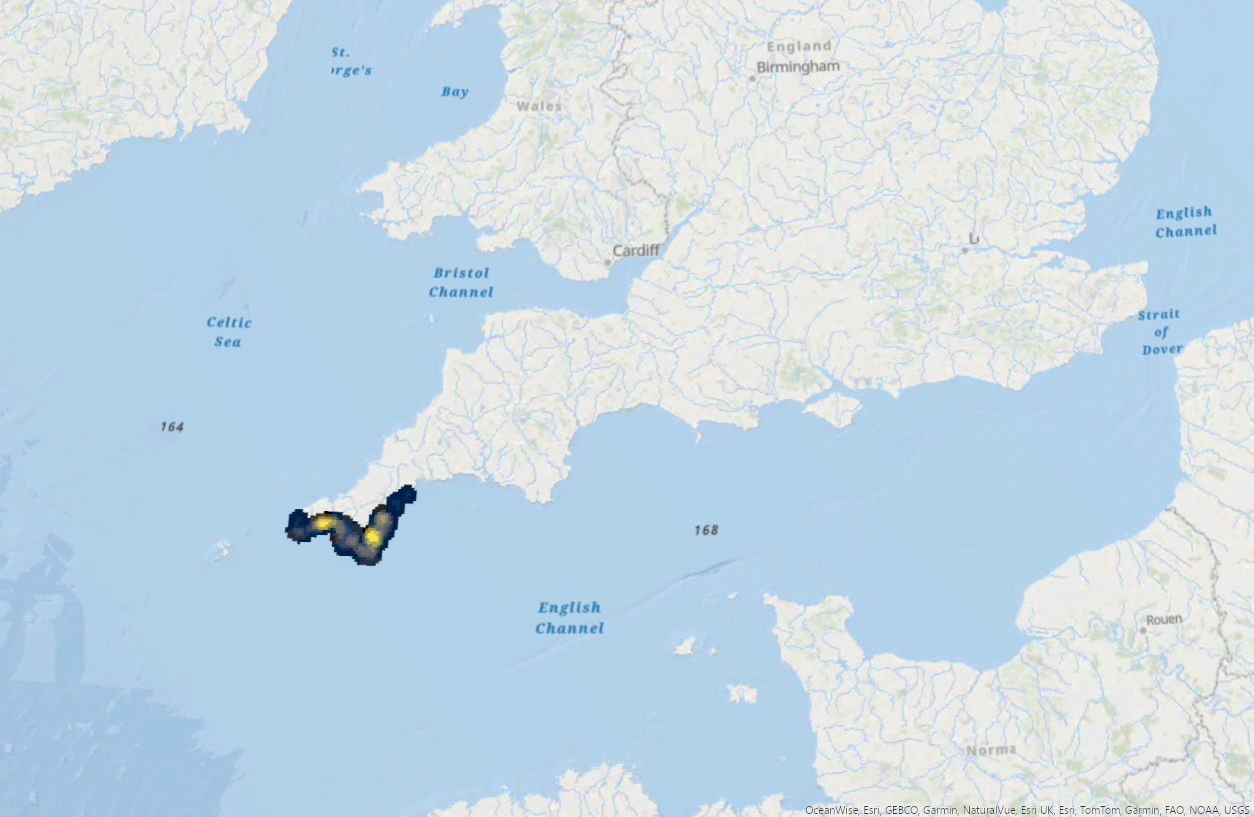 St.
rge's
Bay
England
Birmingham
Wales
Cardiff
English
Channel
Bristol
Channel
Celtic
Sea
Strait
of
Dover
164
168
English
Channel
Rouen
Norma
OceanWise, Esri, GEBCO, Garmin, NaturalVue, Esri UK, Esri, TomTom, Garmin, FAO, NOAA, USGS